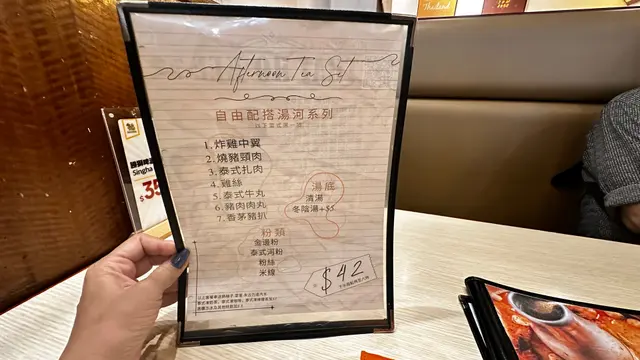 Thailand
Afternoon Tea Set
自由配搭湯河系列
1. 炸雞中翼
2. 燒豬頸肉
3. 泰式扎肉
4. 雞絲
5. 泰式牛丸
6. 豬肉肉丸
7. 香茅豬扒
湯底
清湯
冬陰湯+$5
粉類
金邊粉
泰式河粉
粉絲
米線
$42
Singha
$35